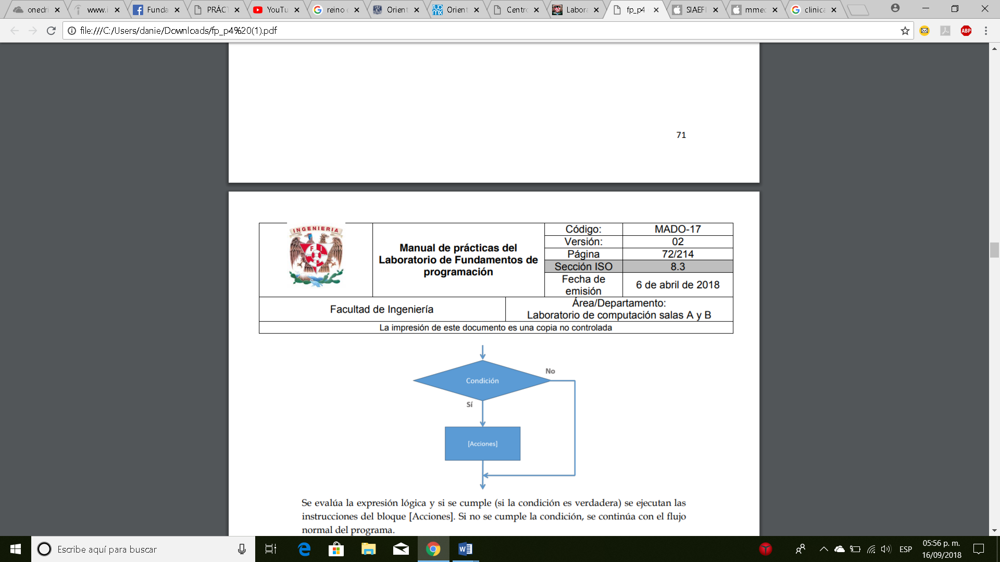 onedri
www.i
Funda
PRÁCT
YouTu
reino d
Orient
Orient
Centro
Labora
fp_p4
SIAEFI
mmed
clinica
file:///C:/Users/danie/Downloads/fp_p4%20(1).pdf
ABP
71
INGENIERIA
F I
Manual de prácticas del
Laboratorio de Fundamentos de
programación
Código:
MADO-17
Versión:
02
Página
72/214
Sección ISO
8.3
Fecha de
emisión
6 de abril de 2018
Facultad de Ingeniería
Área/Departamento:
Laboratorio de computación salas A y B
La impresión de este documento es una copia no controlada
Condición
No
Sí
[Acciones]
Se evalúa la expresión lógica y si se cumple (si la condición es verdadera) se ejecutan las
instrucciones del bloque [Acciones]. Si no se cumple la condición, se continúa con el flujo
normal del programa.
Escribe aquí para buscar
ESP
05:56 p. m.
16/09/2018